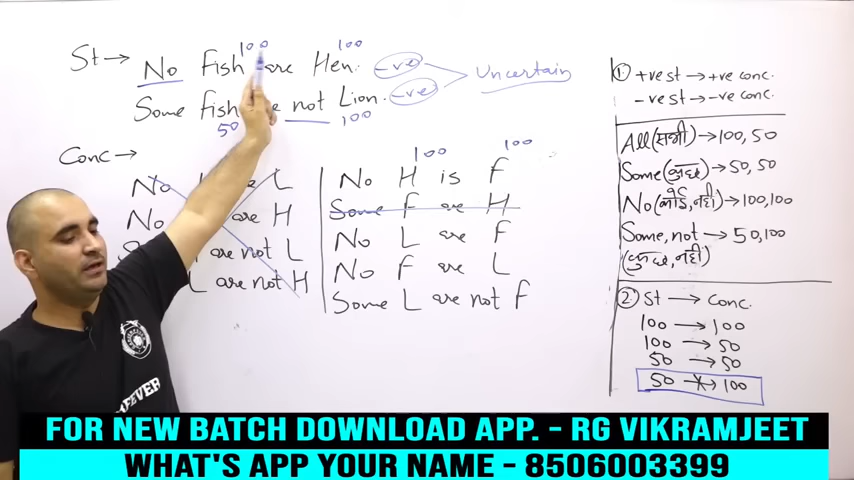 St → No Fish are Hen. -ve
100 100
Some fish not Lion. -ve
50 100
Uncertain
Conc →
No L
No are H
are not L
L are not H
100 100
No H is F
Some F are H
No L are F
No F are L
Some L are not F
1. +ve st → +ve conc.
-ve st → -ve conc.
All (सभी) → 100, 50
Some (कुछ) → 50, 50
No (कोई, नहीं) → 100, 100
Some, not → 50, 100
(कुछ, नहीं)
2. St → Conc.
100 → 100
100 → 50
50 → 50
50 → 100
FOREVER
FOR NEW BATCH DOWNLOAD APP. - RG VIKRAMJEET
WHAT'S APP YOUR NAME - 8506003399